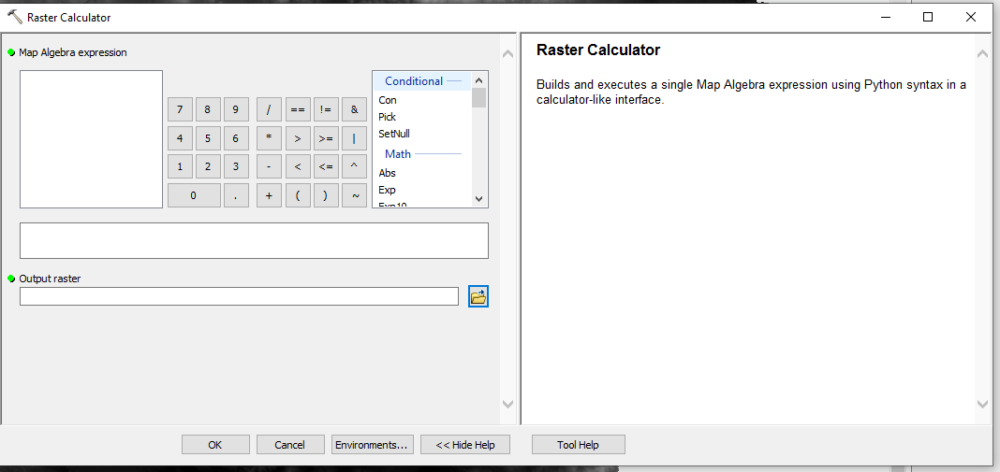 Raster Calculator
Map Algebra expression
7 8 9 / == != &
4 5 6 * > >= |
1 2 3 - < <= ^
0 . + ( ) ~
Conditional
Con
Pick
SetNull
Math
Abs
Exp
Exp10
Output raster
OK Cancel Environments... << Hide Help Tool Help
Raster Calculator
Builds and executes a single Map Algebra expression using Python syntax in a
calculator-like interface.